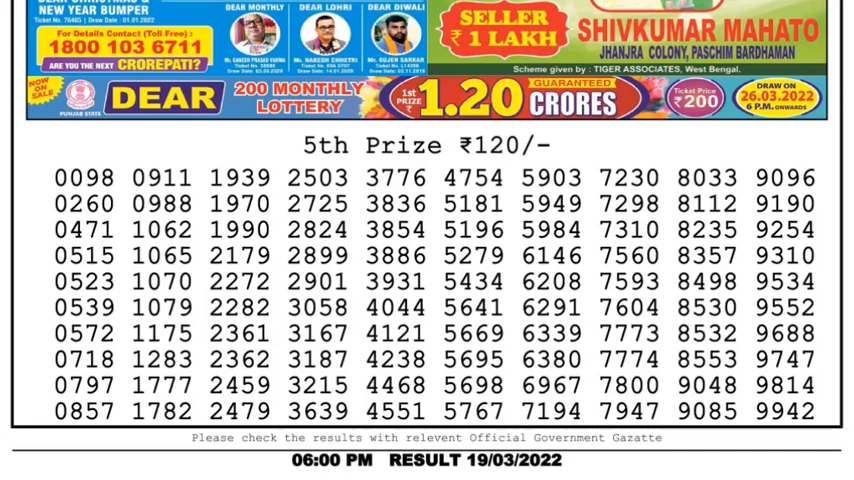 NEW YEAR BUMPER
Ticket No. 76465 | Draw Date : 01.01.2022
For Details Contact (Toll Free) :
1800 103 6711
ARE YOU THE NEXT CROREPATI?
DEAR MONTHLY
DEAR LOHRI
DEAR DIWALI
Mr. NARESH CHHETRI
Mr. SUJEN SARKAR
SELLER
₹ 1 LAKH
SHIVKUMAR MAHATO
JHANJRA COLONY, PASCHIM BARDHAMAN
Scheme given by : TIGER ASSOCIATES, West Bengal.
NOW ON SALE
PUNJAB STATE
DEAR
200 MONTHLY
LOTTERY
1st PRIZE ₹
1.20
GUARANTEED
CRORES
Ticket Price
₹200
DRAW ON
26.03.2022
6 P.M. ONWARDS
5th Prize ₹120/-
0098 0911 1939 2503 3776 4754 5903 7230 8033 9096
0260 0988 1970 2725 3836 5181 5949 7298 8112 9190
0471 1062 1990 2824 3854 5196 5984 7310 8235 9254
0515 1065 2179 2899 3886 5279 6146 7560 8357 9310
0523 1070 2272 2901 3931 5434 6208 7593 8498 9534
0539 1079 2282 3058 4044 5641 6291 7604 8530 9552
0572 1175 2361 3167 4121 5669 6339 7773 8532 9688
0718 1283 2362 3187 4238 5695 6380 7774 8553 9747
0797 1777 2459 3215 4468 5698 6967 7800 9048 9814
0857 1782 2479 3639 4551 5767 7194 7947 9085 9942
Please check the results with relevent Official Government Gazatte
06:00 PM RESULT 19/03/2022